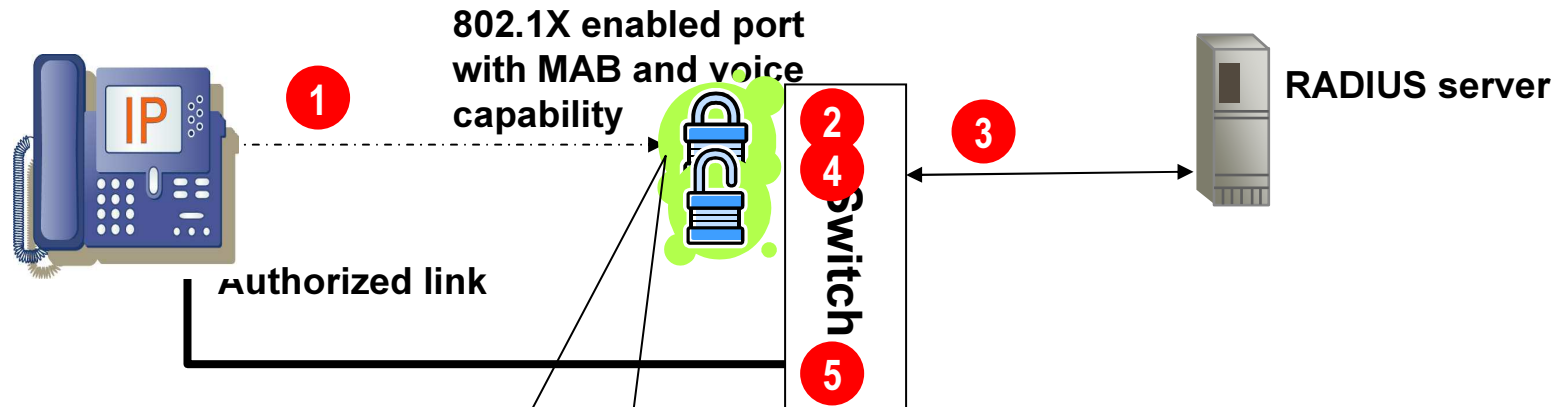 802.1X enabled port
with MAB and voice
capability
IP
1
2
3
4
RADIUS server
Switch
Authorized link
5